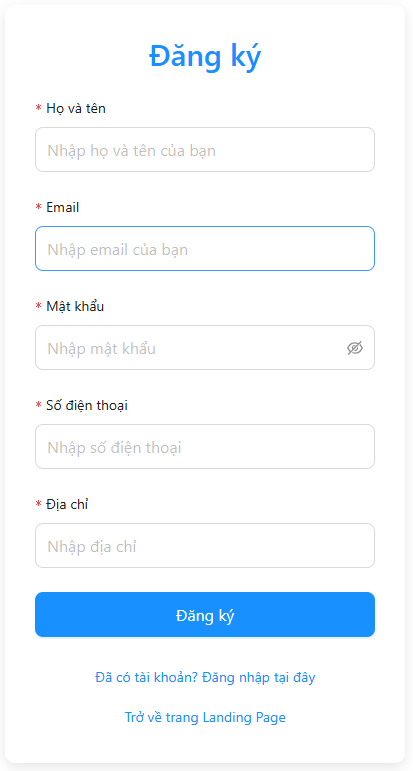 Đăng ký
* Họ và tên
Nhập họ và tên của bạn
* Email
Nhập email của bạn
* Mật khẩu
Nhập mật khẩu
* Số điện thoại
Nhập số điện thoại
* Địa chỉ
Nhập địa chỉ
Đăng ký
Đã có tài khoản? Đăng nhập tại đây
Trở về trang Landing Page